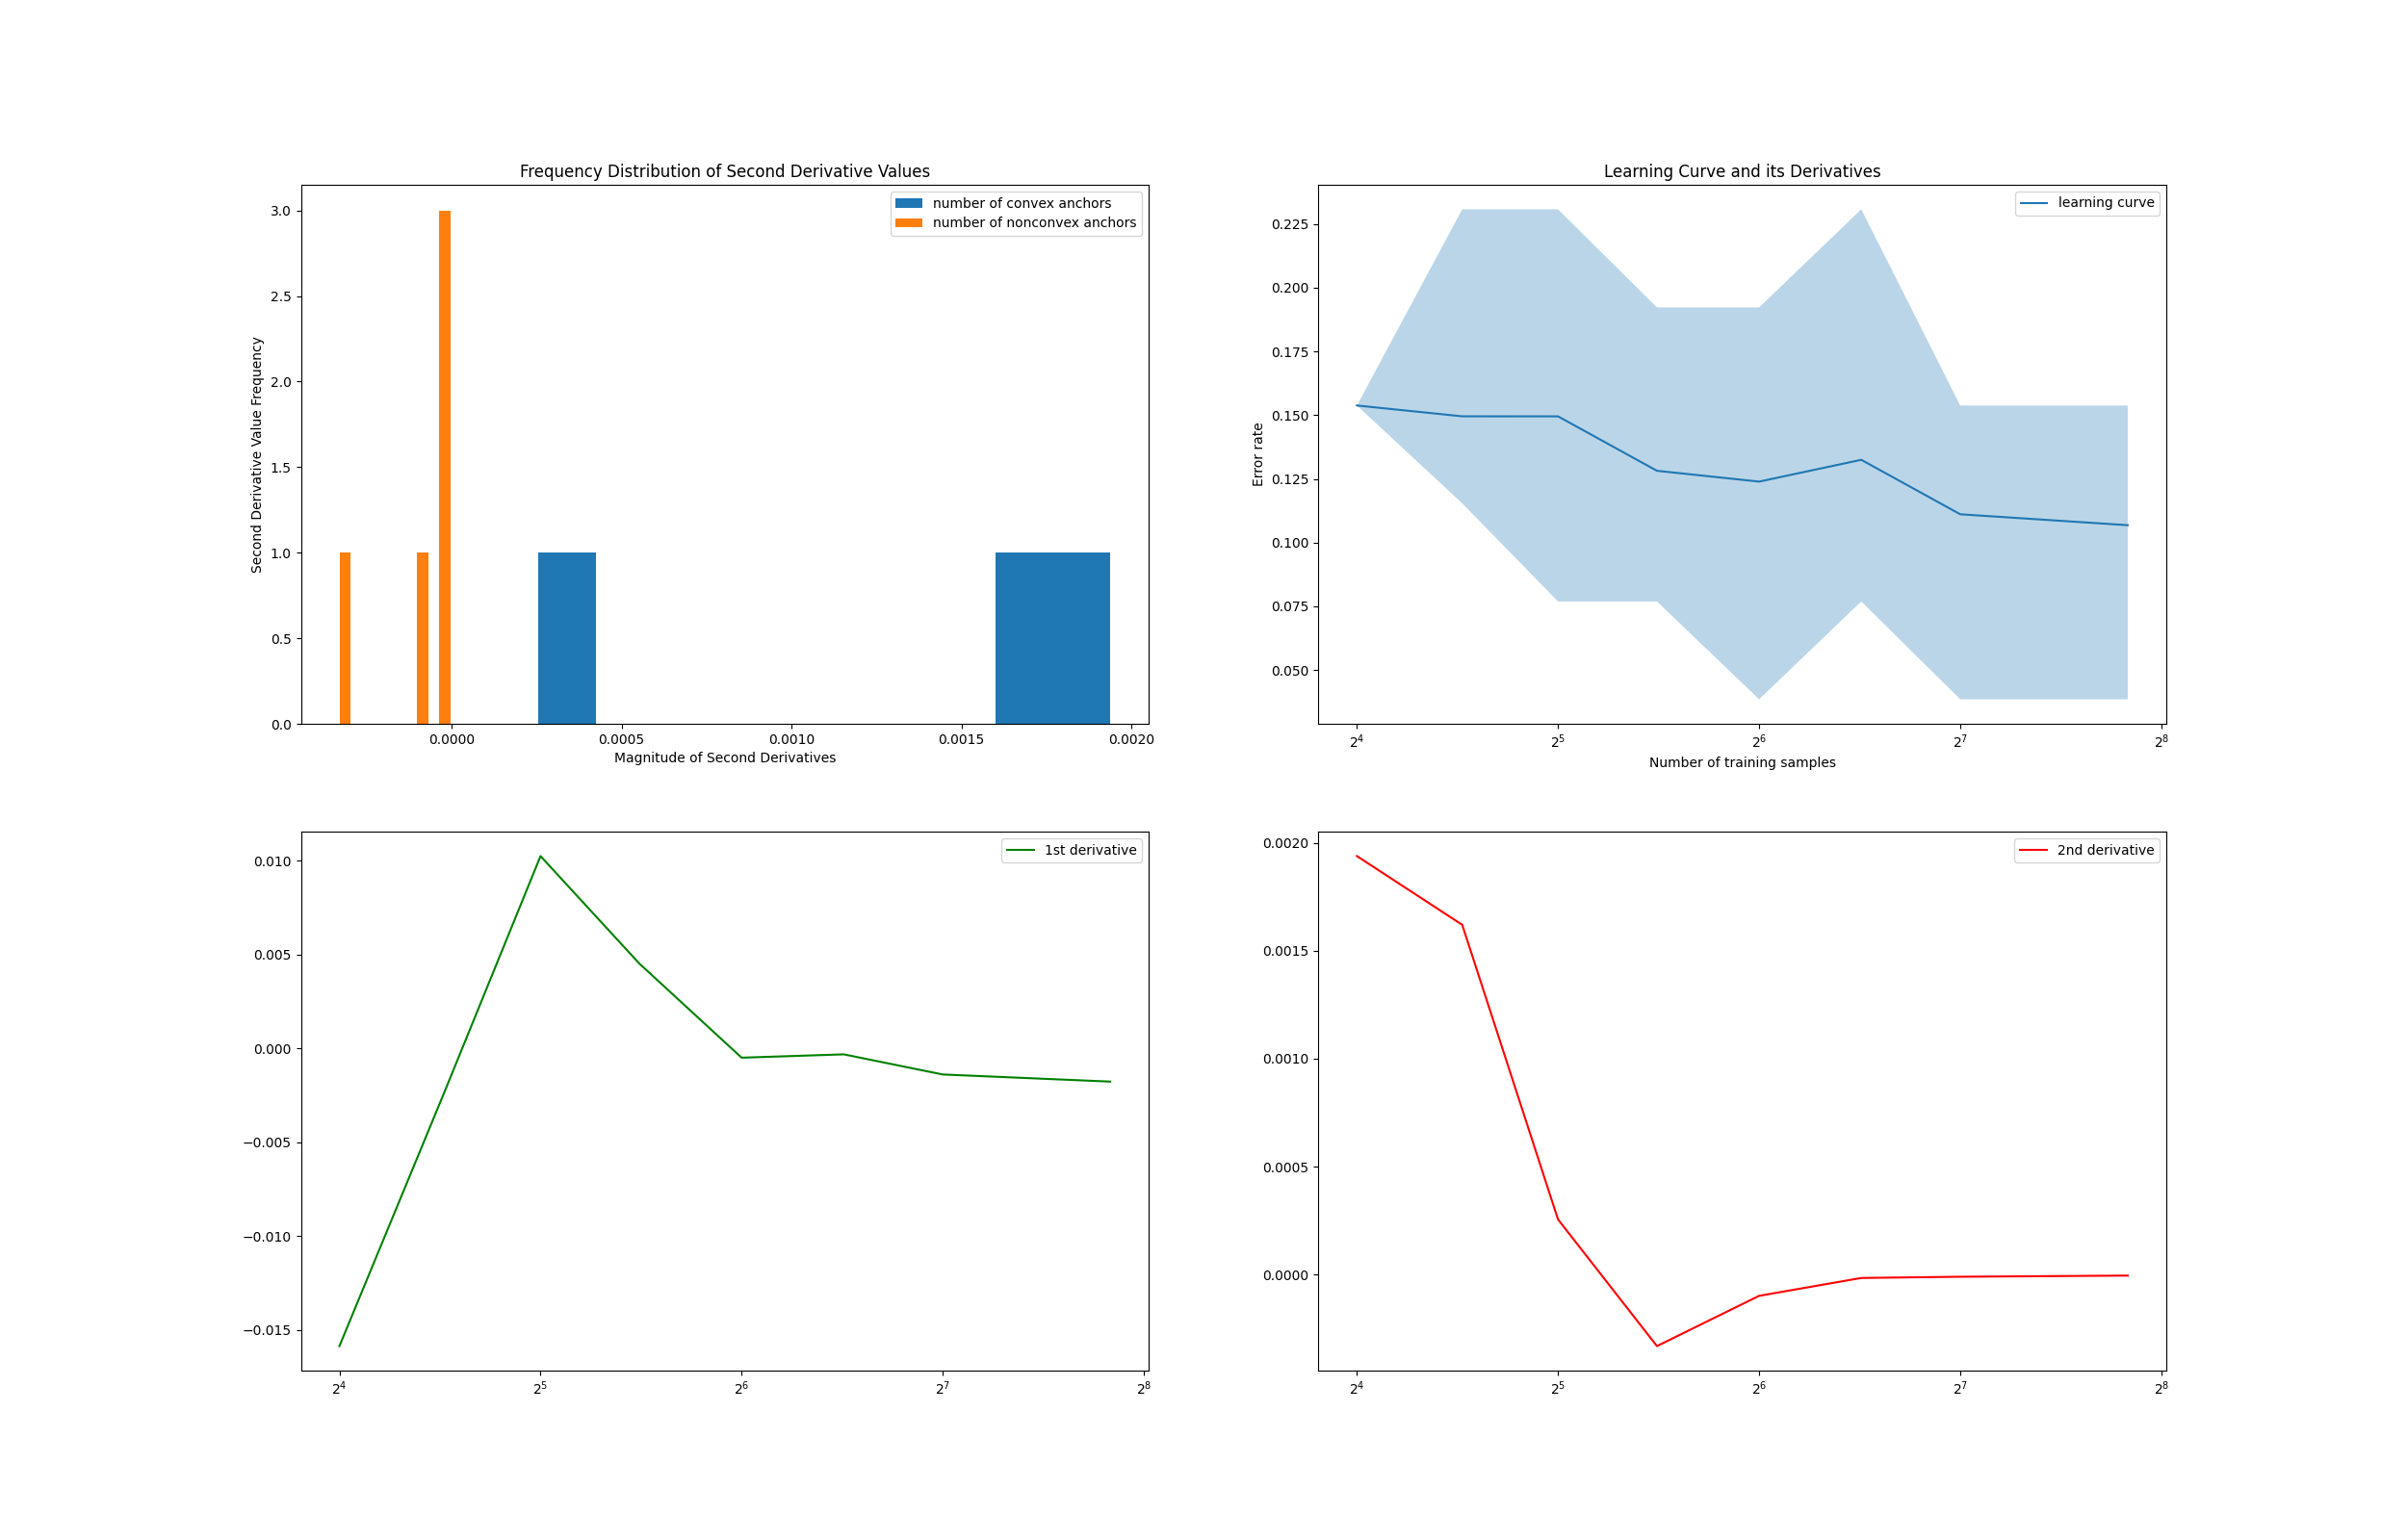 Frequency Distribution of Second Derivative Values
number of convex anchors
number of nonconvex anchors
3.0
2.5
2.0
1.5
1.0
0.5
0.0
Second Derivative Value Frequency
0.0000 0.0005 0.0010 0.0015 0.0020
Magnitude of Second Derivatives
Learning Curve and its Derivatives
learning curve
0.225
0.200
0.175
0.150
0.125
0.100
0.075
0.050
Error rate
2⁴ 2⁵ 2⁶ 2⁷ 2⁸
Number of training samples
1st derivative
0.010
0.005
0.000
−0.005
−0.010
−0.015
2⁴ 2⁵ 2⁶ 2⁷ 2⁸
2nd derivative
0.0020
0.0015
0.0010
0.0005
0.0000
2⁴ 2⁵ 2⁶ 2⁷ 2⁸